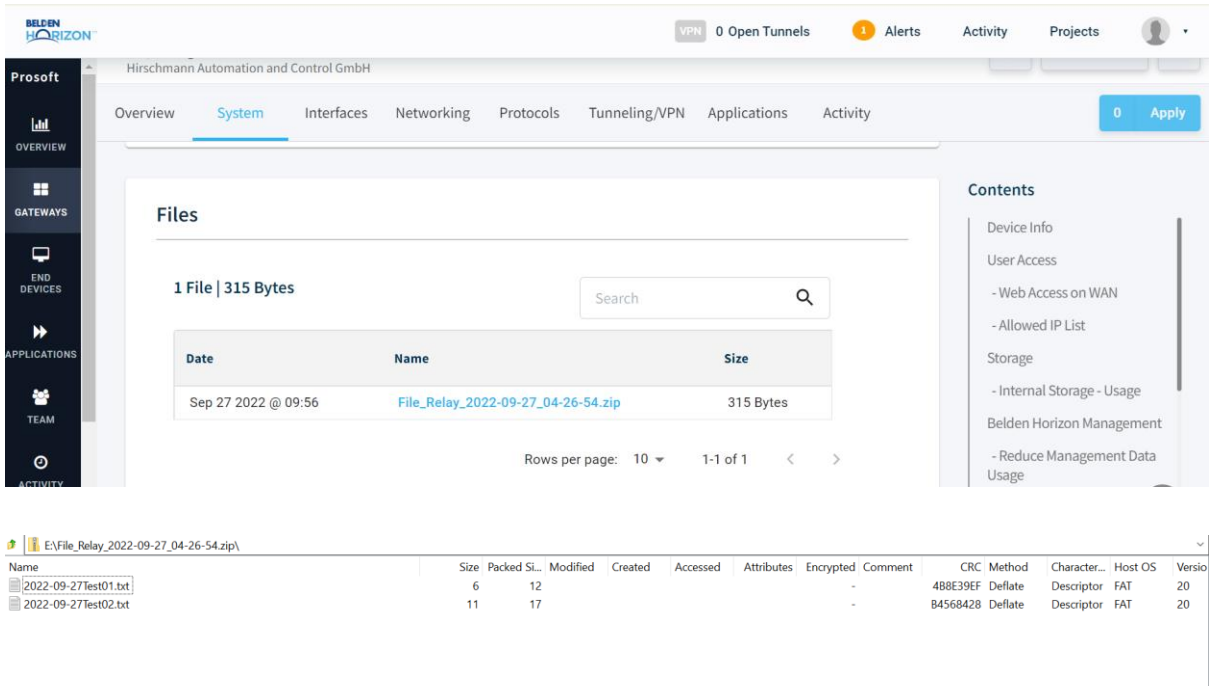 BELDEN
HORIZON
VPN 0 Open Tunnels 1 Alerts Activity Projects
Prosoft
Hirschmann Automation and Control GmbH
Overview System Interfaces Networking Protocols Tunneling/VPN Applications Activity 0 Apply
OVERVIEW
GATEWAYS
END
DEVICES
APPLICATIONS
TEAM
ACTIVITY
Files
1 File | 315 Bytes Search
Date Name Size
Sep 27 2022 @ 09:56 File_Relay_2022-09-27_04-26-54.zip 315 Bytes
Rows per page: 10 1-1 of 1 < >
Contents
Device Info
User Access
- Web Access on WAN
- Allowed IP List
Storage
- Internal Storage - Usage
Belden Horizon Management
- Reduce Management Data
Usage
E:\File_Relay_2022-09-27_04-26-54.zip\
Name Size Packed Si... Modified Created Accessed Attributes Encrypted Comment CRC Method Character... Host OS Versio
2022-09-27Test01.txt 6 12 - 4B8E39EF Deflate Descriptor FAT 20
2022-09-27Test02.txt 11 17 - B4568428 Deflate Descriptor FAT 20